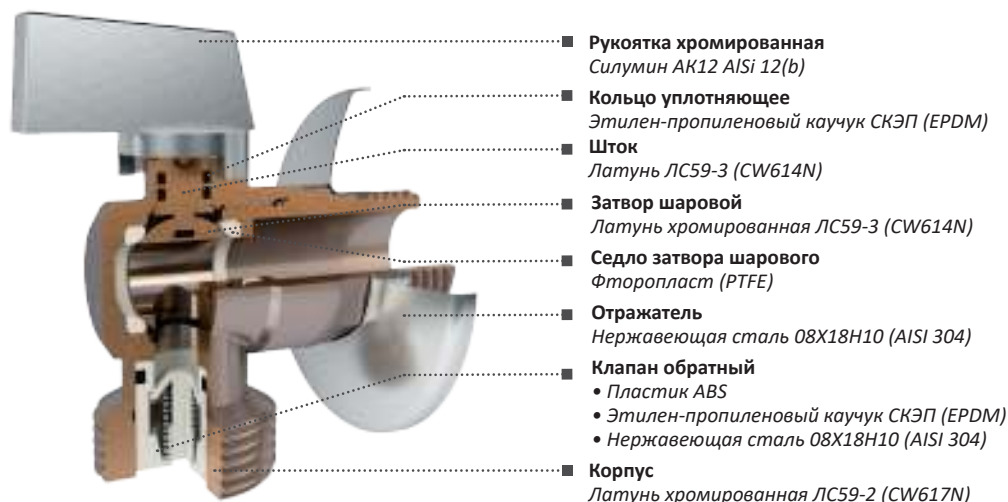 Рукоятка хромированная
Силумин АК12 AlSi 12(b)
Кольцо уплотняющее
Этилен-пропиленовый каучук СКЭП (EPDM)
Шток
Латунь ЛС59-3 (CW614N)
Затвор шаровой
Латунь хромированная ЛС59-3 (CW614N)
Седло затвора шарового
Фторопласт (PTFE)
Отражатель
Нержавеющая сталь 08Х18Н10 (AISI 304)
Клапан обратный
• Пластик ABS
• Этилен-пропиленовый каучук СКЭП (EPDM)
• Нержавеющая сталь 08Х18Н10 (AISI 304)
Корпус
Латунь хромированная ЛС59-2 (CW617N)